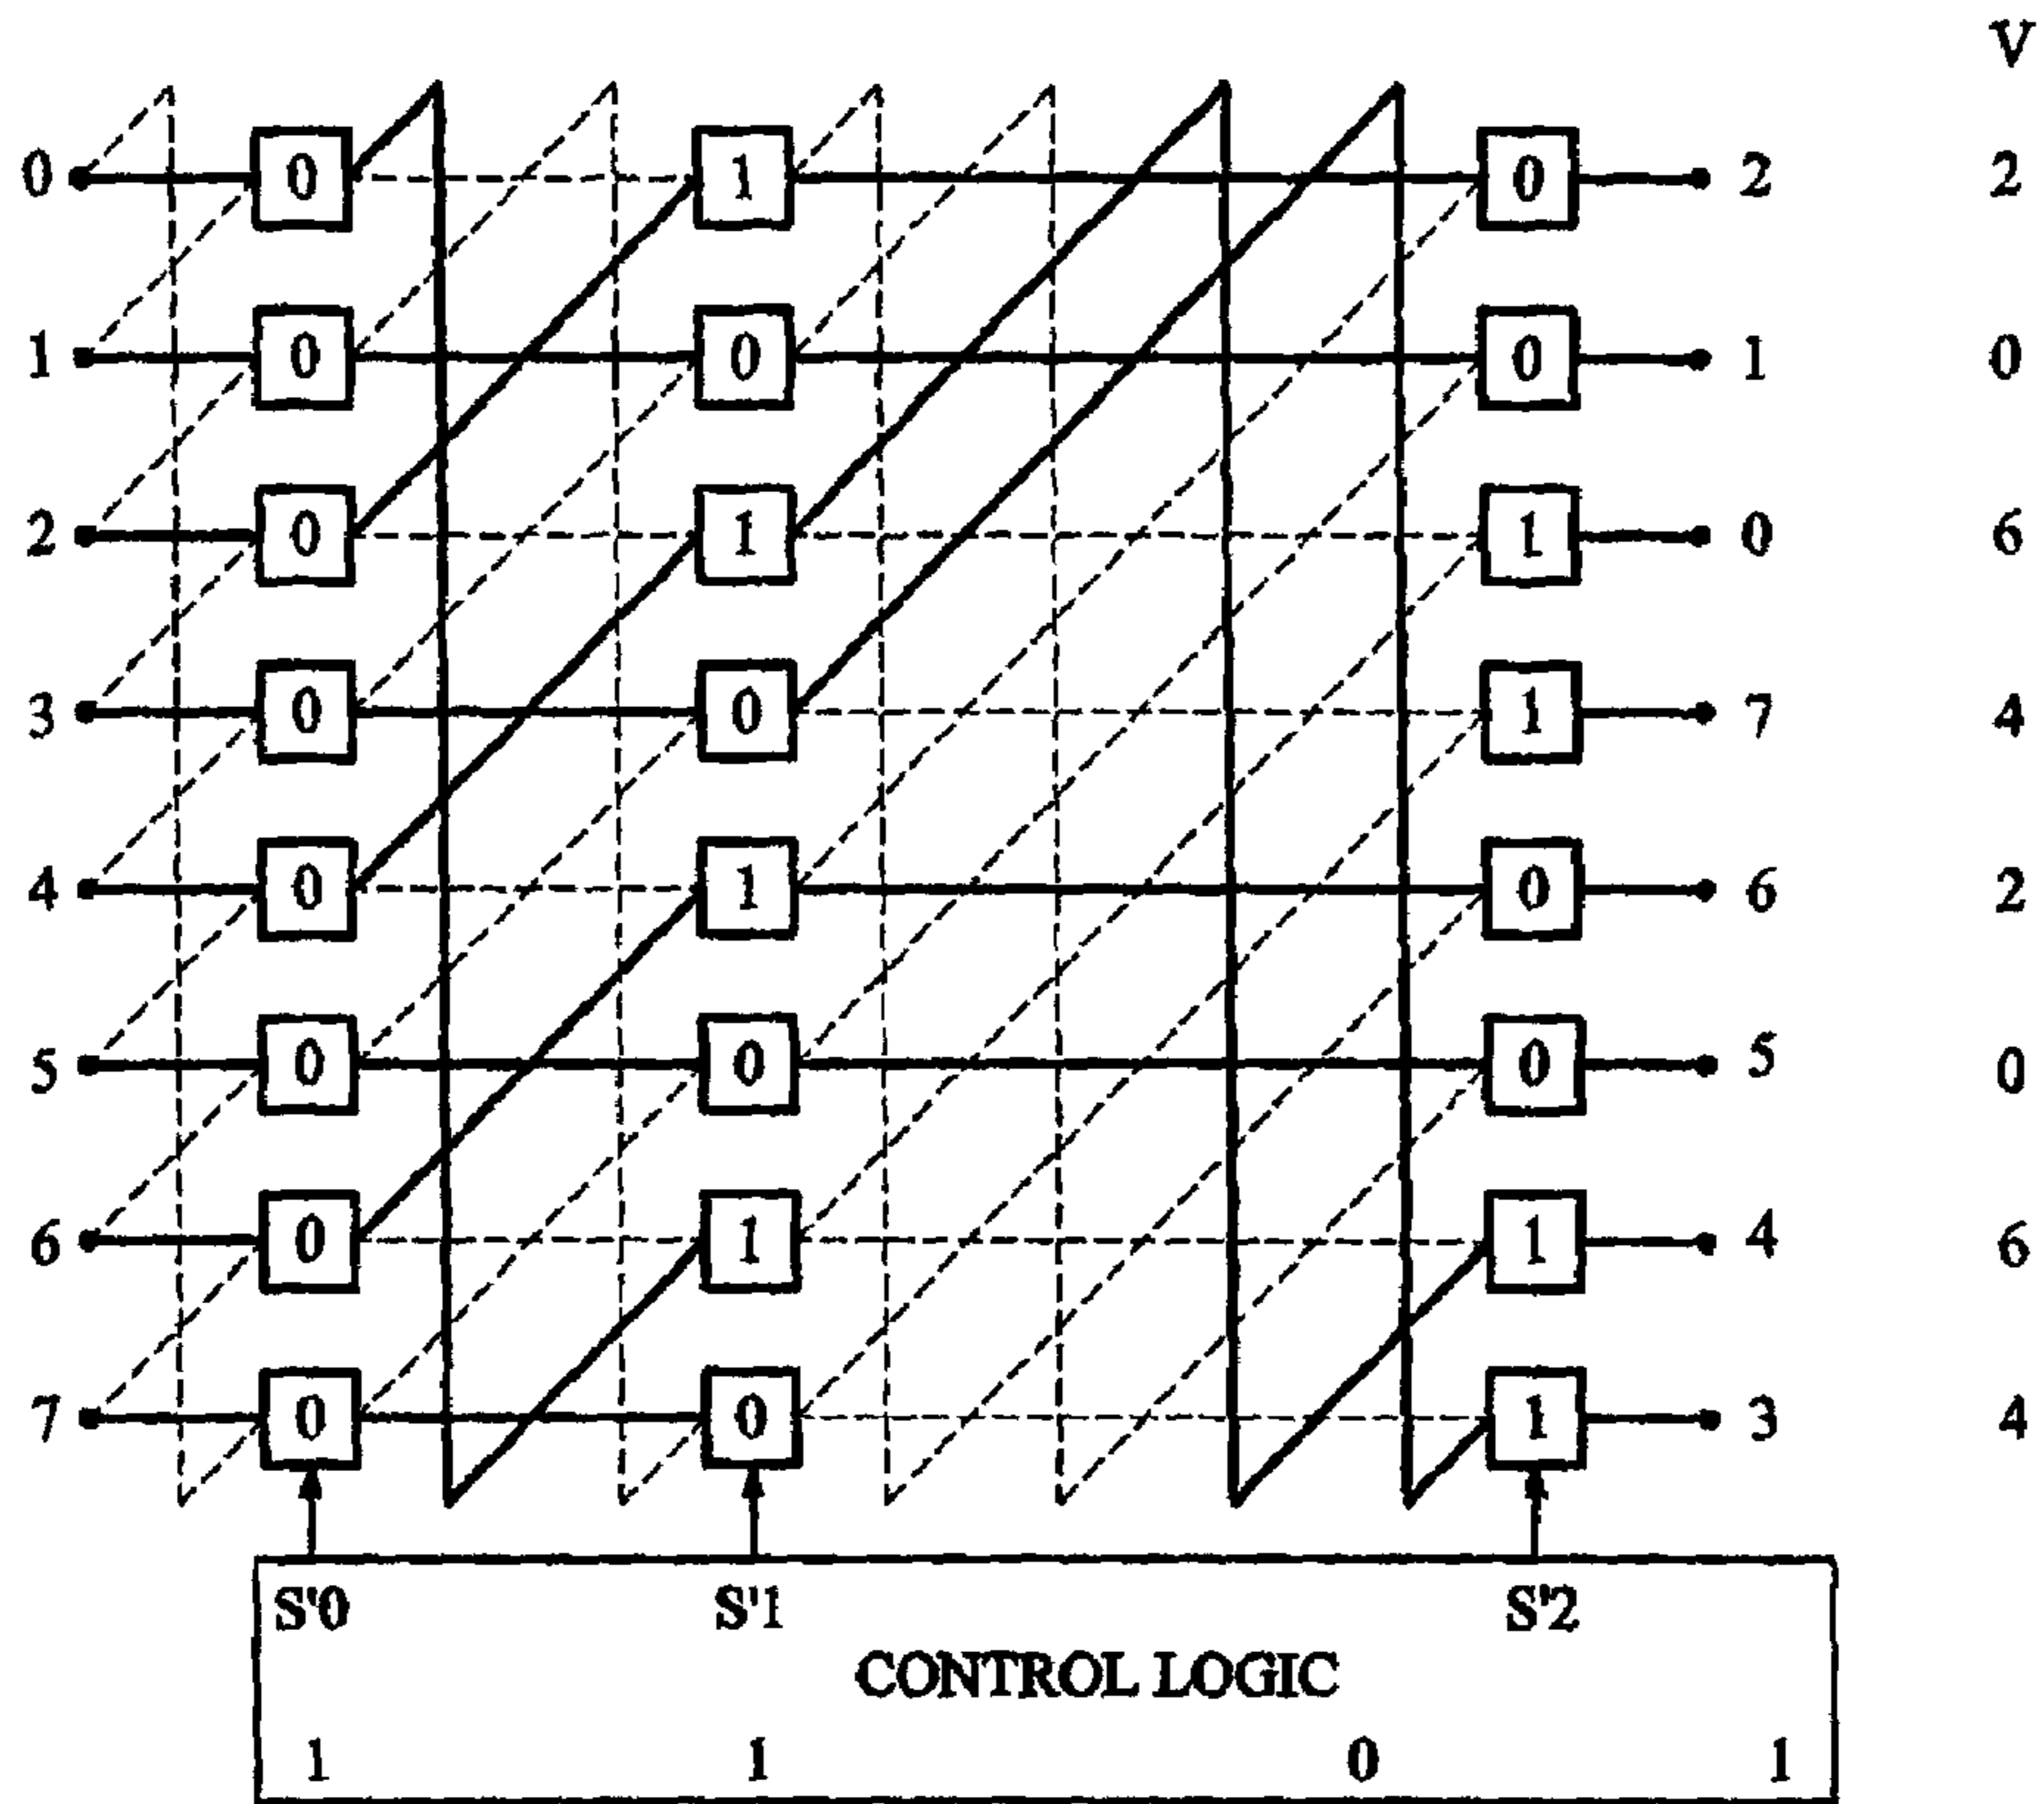 V
0 0 1 0 2 2
1 0 0 0 1 0
2 0 1 1 0 6
3 0 0 1 7 4
4 0 1 0 6 2
5 0 0 0 5 0
6 0 1 1 4 6
7 0 0 1 3 4
S'0 S'1 S'2
CONTROL LOGIC
1 1 0 1